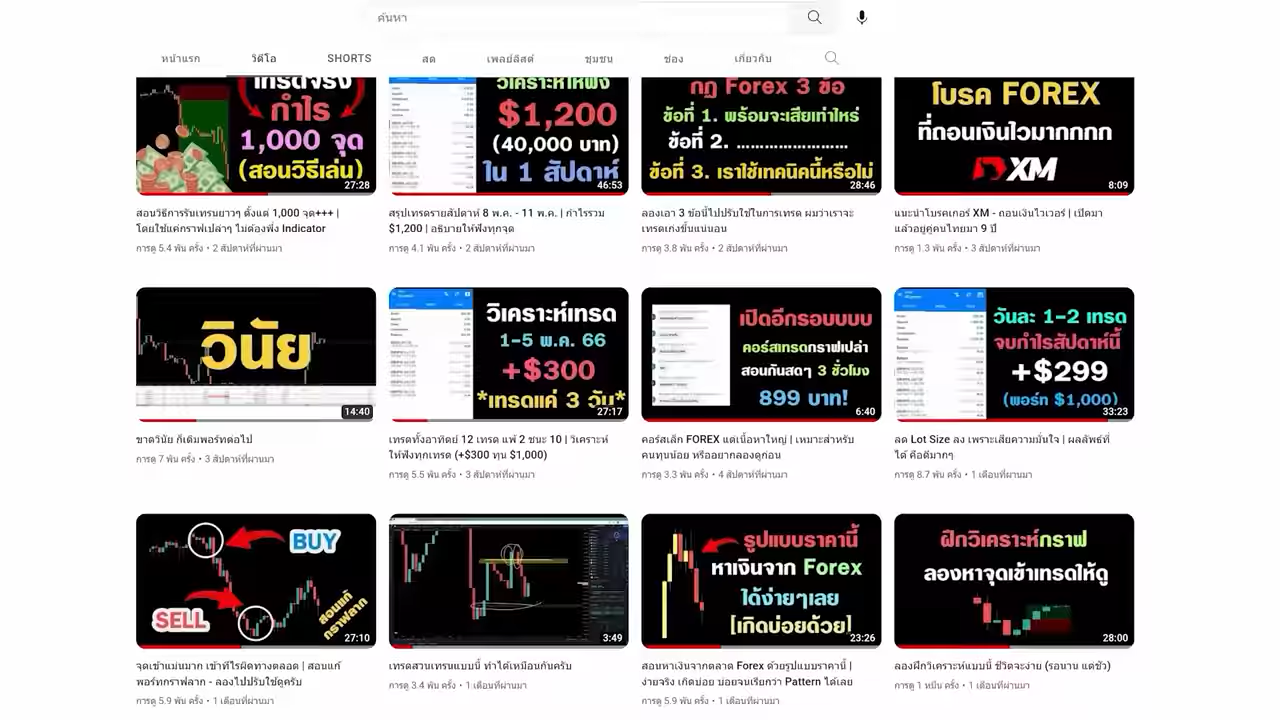 ค้นหา
หน้าแรก
วิดีโอ
SHORTS
สด
เพลย์ลิสต์
ชุมชน
ช่อง
เกี่ยวกับ
เทรดจริง
กำไร
1,000 จุด
(สอนวิธีเล่น)
27:28
วิเคราะห์ให้ฟัง
$1,200
(40,000 บาท)
ใน 1 สัปดาห์
46:53
กฎ Forex 3 ข้อ
ข้อที่ 1. พร้อมจะเสียเท่าไหร่
ข้อที่ 2. ......................
ข้อที่ 3. เราใช้เทคนิคนี้หรือไม่
28:46
โบรค FOREX
ที่ถอนเงินไวมากกกก
XM
8:09
สอนวิธีการรันเทรนยาวๆ ตั้งแต่ 1,000 จุด+++ |
โดยใช้แค่กราฟเปล่าๆ ไม่ต้องพึ่ง Indicator
การดู 5.4 พัน ครั้ง • 2 สัปดาห์ที่ผ่านมา
สรุปเทรดรายสัปดาห์ 8 พ.ค. - 11 พ.ค. | กำไรรวม
$1,200 | อธิบายให้ฟังทุกจุด
การดู 4.1 พัน ครั้ง • 2 สัปดาห์ที่ผ่านมา
ลองเอา 3 ข้อนี้ไปปรับใช้ในการเทรด ผมว่าเราจะ
เทรดเก่งขึ้นแน่นอน
การดู 3.8 พัน ครั้ง • 2 สัปดาห์ที่ผ่านมา
แนะนำโบรคเกอร์ XM - ถอนเงินไวเว่อร์ | เปิดมา
แล้วอยู่คู่คนไทยมา 9 ปี
การดู 1.3 พัน ครั้ง • 3 สัปดาห์ที่ผ่านมา
วินัย
14:40
วิเคราะห์เทรด
1-5 พ.ค. 66
+$300
*เทรดแค่ 3 วัน*
27:17
เปิดอีกรอบบบบ
คอร์สเทรดกราฟเปล่า
สอนกันสดๆ 3 ชั่วโมง
899 บาท!
6:40
วันละ 1-2 เทรด
จบกำไรสัปดาห์นี้
+$299
(พอร์ท $1,000)
33:23
ขาดวินัย ก็เติมพอร์ทต่อไป
การดู 7 พัน ครั้ง • 3 สัปดาห์ที่ผ่านมา
เทรดทั้งอาทิตย์ 12 เทรด แพ้ 2 ชนะ 10 | วิเคราะห์
ให้ฟังทุกเทรด (+$300 ทุน $1,000)
การดู 5.5 พัน ครั้ง • 3 สัปดาห์ที่ผ่านมา
คอร์สเล็ก FOREX แต่เนื้อหาใหญ่ | เหมาะสำหรับ
คนทุนน้อย หรืออยากลองดูก่อน
การดู 3.3 พัน ครั้ง • 4 สัปดาห์ที่ผ่านมา
ลด Lot Size ลง เพราะเสียความมั่นใจ | ผลลัพธ์ที่
ได้ คือดีมากๆ
การดู 8.7 พัน ครั้ง • 1 เดือนที่ผ่านมา
BUY
SELL
สอนแก้
กราฟลาก
27:10
3:49
รูปแบบราคานี้
หาเงินจาก Forex
ได้ง่ายๆเลย
[เกิดบ่อยด้วย]
23:26
ฝึกวิเคราะห์กราฟ
ลองหาจุดเข้าเทรดให้ดู
28:00
จุดเข้าแม่นมาก เข้าทีไรผิดทางตลอด | สอนแก้
พอร์ทกราฟลาก - ลองไปปรับใช้ดูครับ
การดู 5.9 พัน ครั้ง • 1 เดือนที่ผ่านมา
เทรดสวนเทรนแบบนี้ ทำได้เหมือนกันครับ
การดู 3.4 พัน ครั้ง • 1 เดือนที่ผ่านมา
สอนหาเงินจากตลาด Forex ด้วยรูปแบบราคานี้ |
ง่ายจริง เกิดบ่อย บ่อยจนเรียกว่า Pattern ได้เลย
การดู 5.9 พัน ครั้ง • 1 เดือนที่ผ่านมา
ลองฝึกวิเคราะห์แบบนี้ ชีวิตจะง่าย (รอนาน แต่ชัว)
การดู 1 หมื่น ครั้ง • 1 เดือนที่ผ่านมา